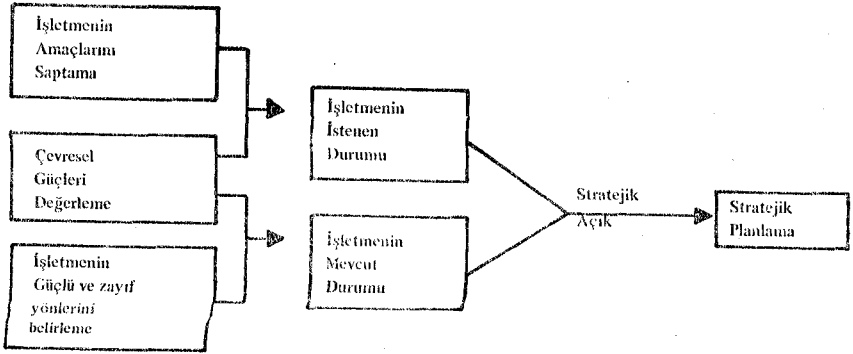 İşletmenin
Amaçlarını
Saptama
Çevresel
Güçleri
Değerleme
İşletmenin
Güçlü ve zayıf
yönlerini
belirleme
İşletmenin
İstenen
Durumu
İşletmenin
Mevcut
Durumu
Stratejik
Açık
Stratejik
Planlama